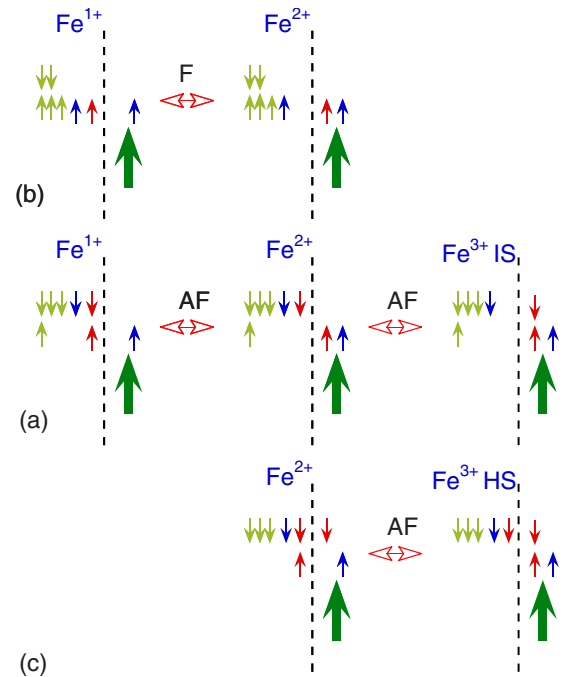 Fe¹⁺ Fe²⁺
F
(b)
Fe¹⁺ Fe²⁺ Fe³⁺ IS
AF AF
(a)
Fe²⁺ Fe³⁺ HS
AF
(c)